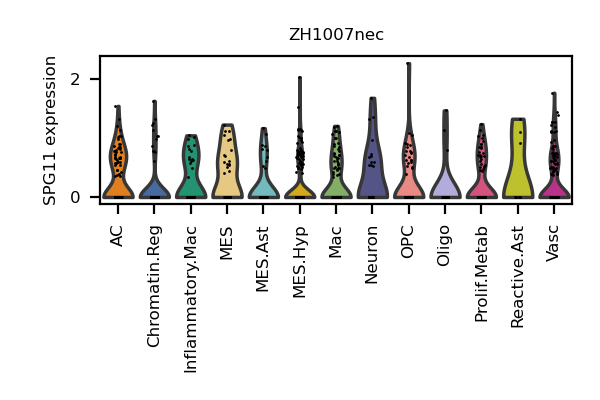 ZH1007nec
SPG11 expression
2
0
AC
Chromatin.Reg
Inflammatory.Mac
MES
MES.Ast
MES.Hyp
Mac
Neuron
OPC
Oligo
Prolif.Metab
Reactive.Ast
Vasc